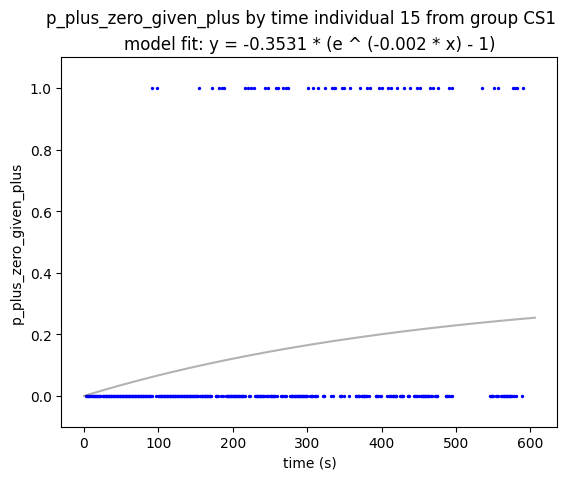 p_plus_zero_given_plus by time individual 15 from group CS1
model fit: y = -0.3531 * (e ^ (-0.002 * x) - 1)
1.0
0.8
0.6
0.4
0.2
0.0
p_plus_zero_given_plus
0 100 200 300 400 500 600
time (s)